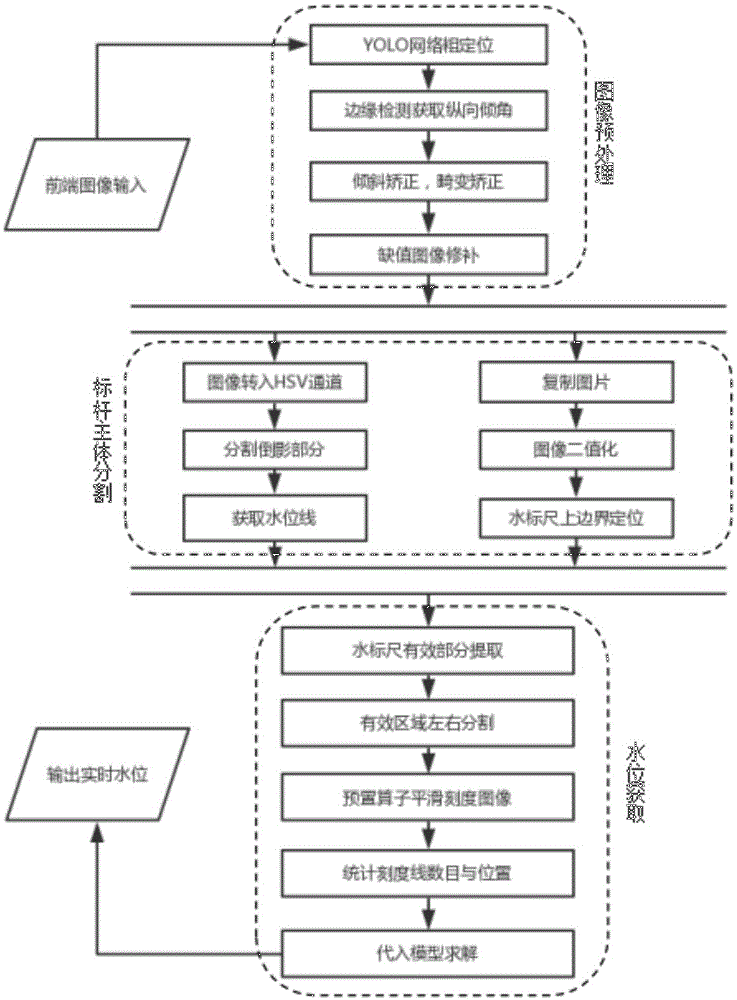 YOLO网络粗定位
边缘检测获取纵向倾角
前端图像输入
倾斜矫正，畸变矫正
缺值图像修补
图像预处理
图像转入HSV通道
复制图片
分割倒影部分
图像二值化
获取水位线
水标尺上边界定位
标杆主体分割
水标尺有效部分提取
有效区域左右分割
输出实时水位
预置算子平滑刻度图像
统计刻度线数目与位置
代入模型求解
水位获取